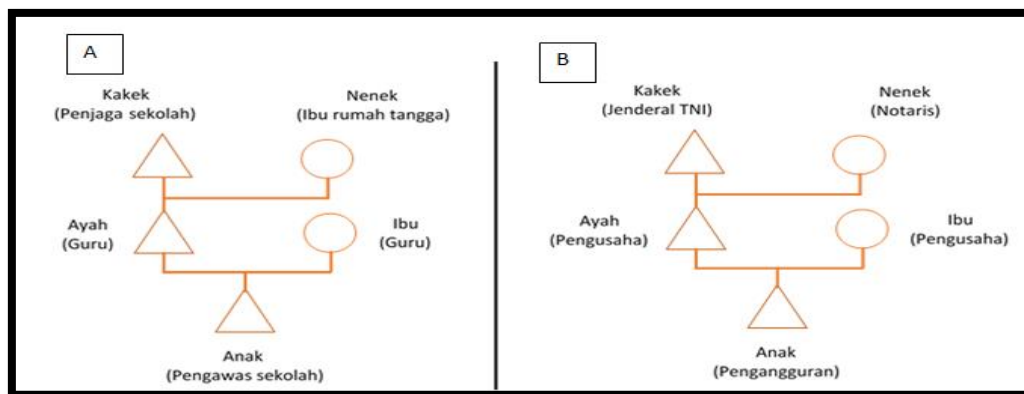 A
Kakek
(Penjaga sekolah)
Nenek
(Ibu rumah tangga)
Ayah
(Guru)
Ibu
(Guru)
Anak
(Pengawas sekolah)
B
Kakek
(Jenderal TNI)
Nenek
(Notaris)
Ayah
(Pengusaha)
Ibu
(Pengusaha)
Anak
(Pengangguran)